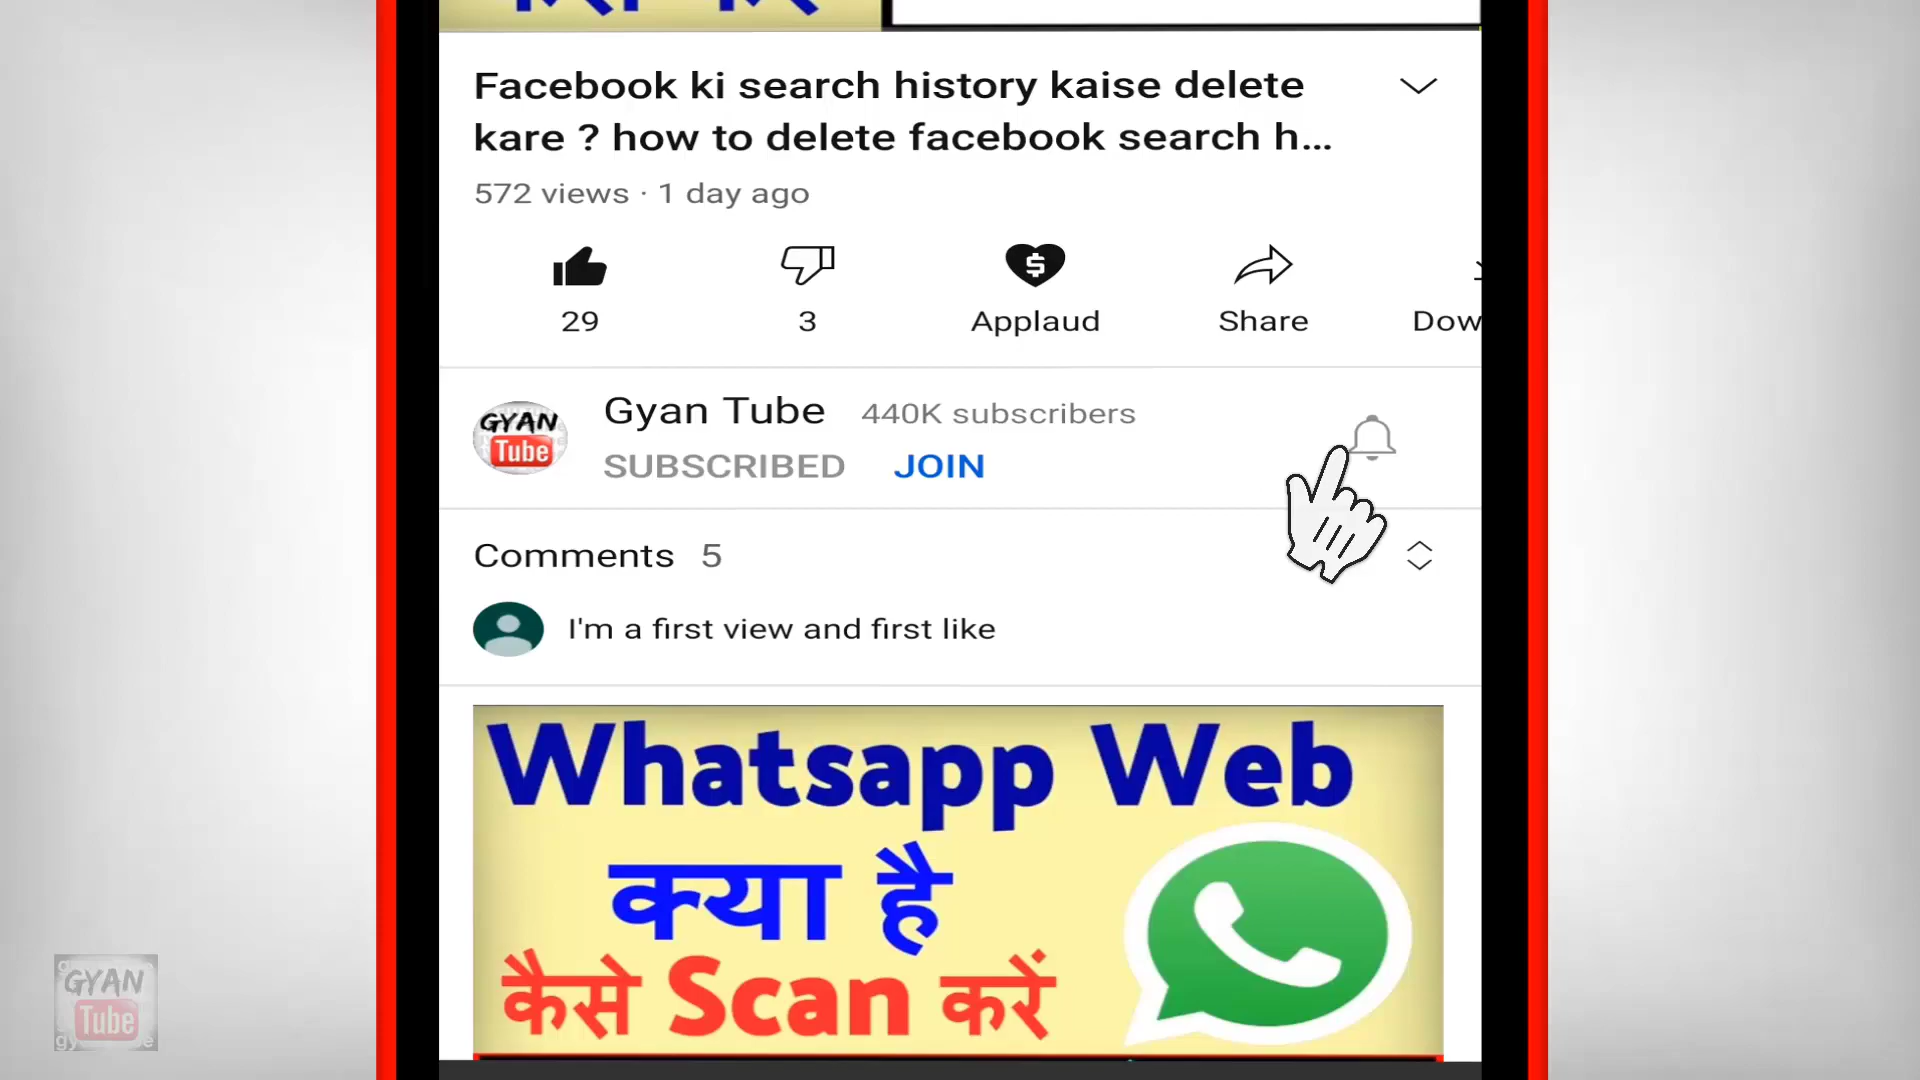 Facebook ki search history kaise delete
kare ? how to delete facebook search h...
572 views · 1 day ago
29
3
Applaud
Share
Dow
GYAN
Tube
Gyan Tube 440K subscribers
SUBSCRIBED JOIN
Comments 5
I'm a first view and first like
Whatsapp Web
क्या है
कैसे Scan करें
GYAN
Tube